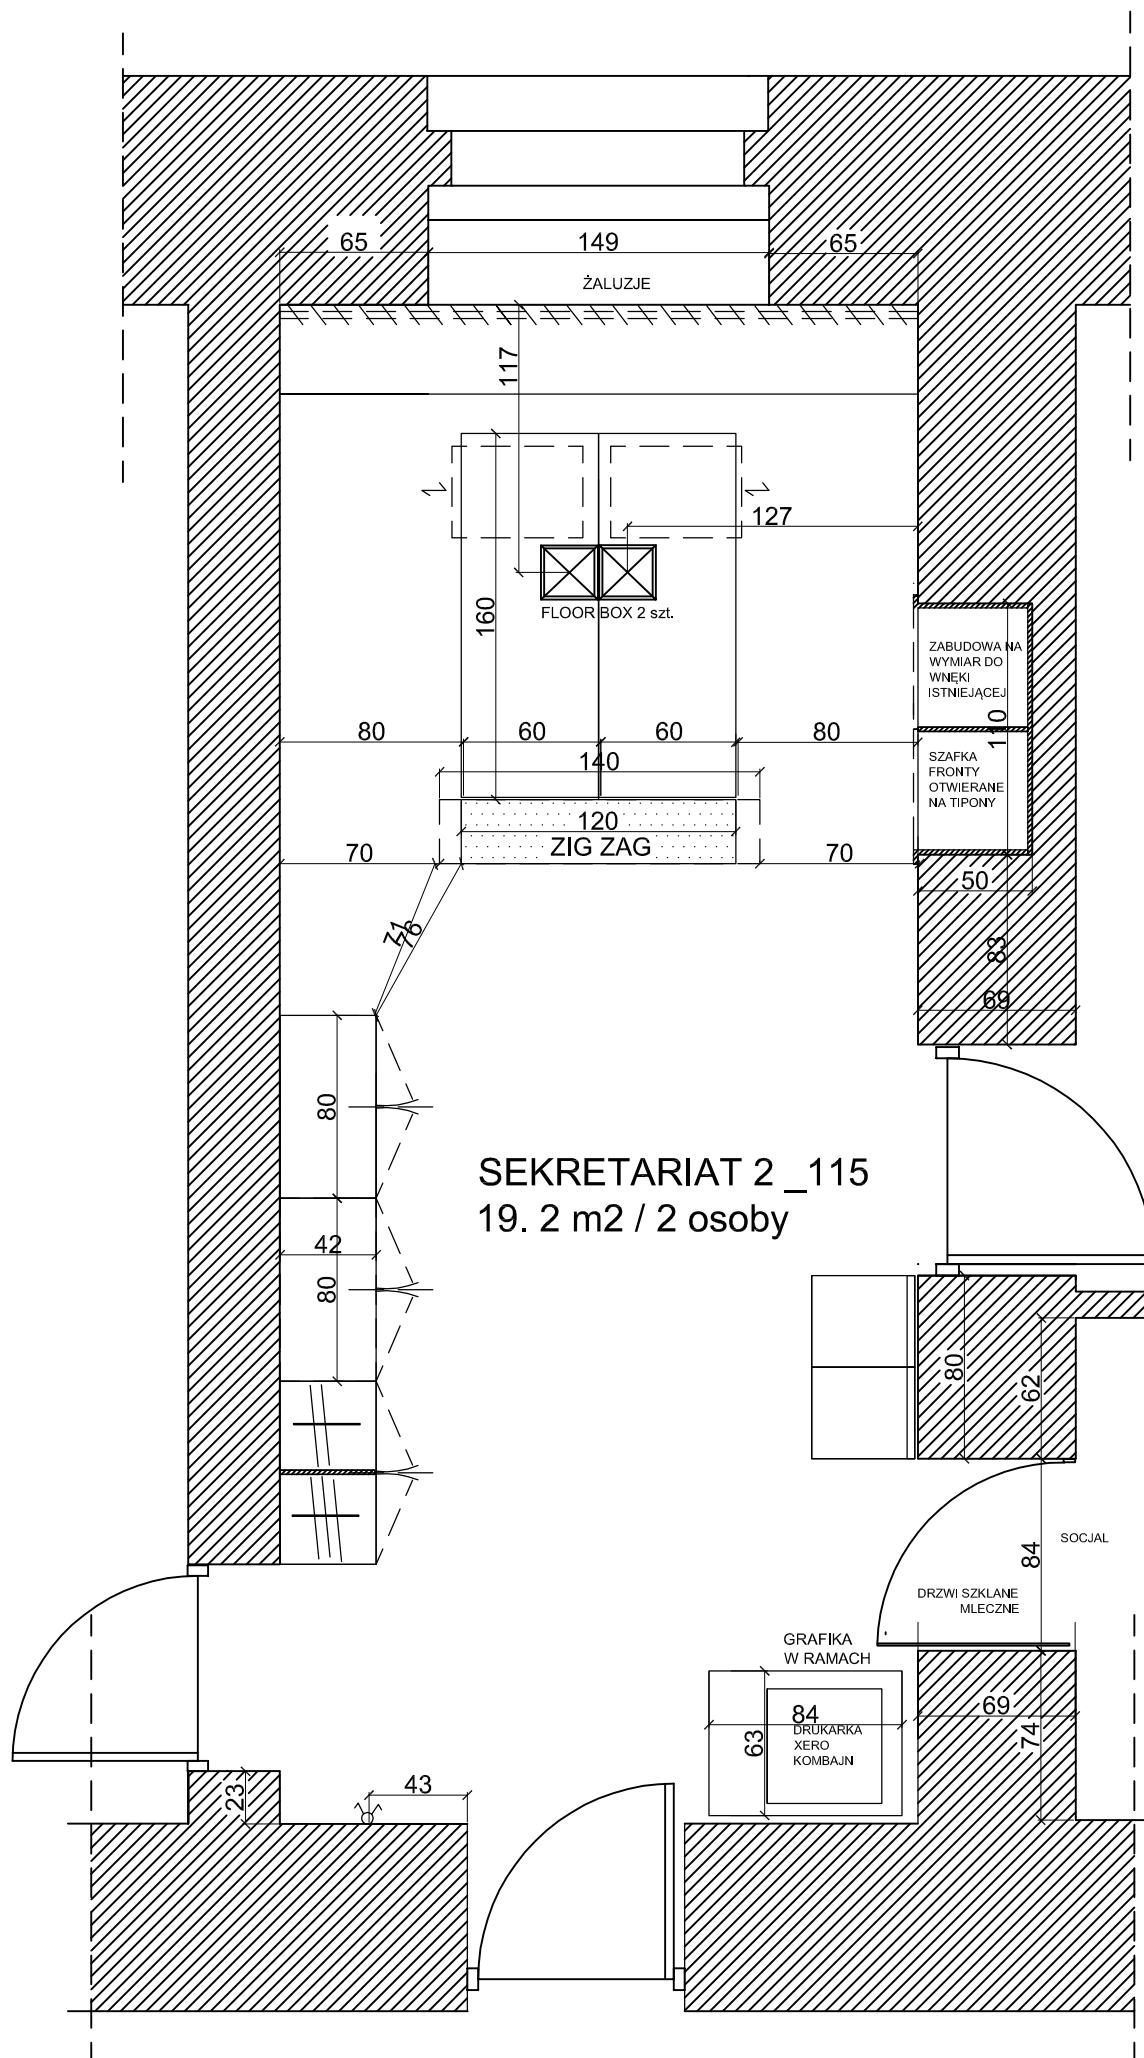 65
149
65
ŻALUZJE
117
127
160
FLOOR BOX 2 szt.
ZABUDOWA NA
WYMIAR DO
WNĘKI
ISTNIEJĄCEJ
110
80
60
60
80
SZAFKA
FRONTY
OTWIERANE
NA TIPONY
140
120
ZIG ZAG
70
70
50
71
76
83
69
80
SEKRETARIAT 2 _115
19. 2 m2 / 2 osoby
42
80
80
62
84
SOCJAL
DRZWI SZKLANE
MLECZNE
GRAFIKA
W RAMACH
84
69
63
DRUKARKA
XERO
KOMBAJN
74
43
23